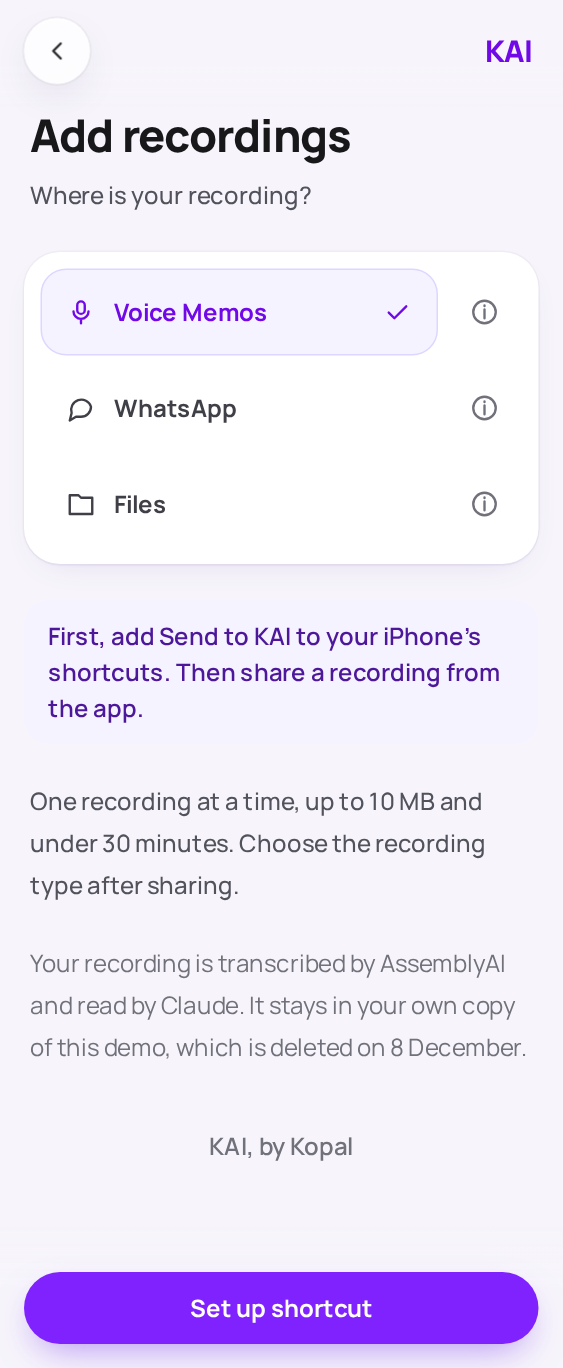 KAI
Add recordings
Where is your recording?
Voice Memos
WhatsApp
Files
First, add Send to KAI to your iPhone’s
shortcuts. Then share a recording from
the app.
One recording at a time, up to 10 MB and
under 30 minutes. Choose the recording
type after sharing.
Your recording is transcribed by AssemblyAI
and read by Claude. It stays in your own copy
of this demo, which is deleted on 8 December.
KAI, by Kopal
Set up shortcut